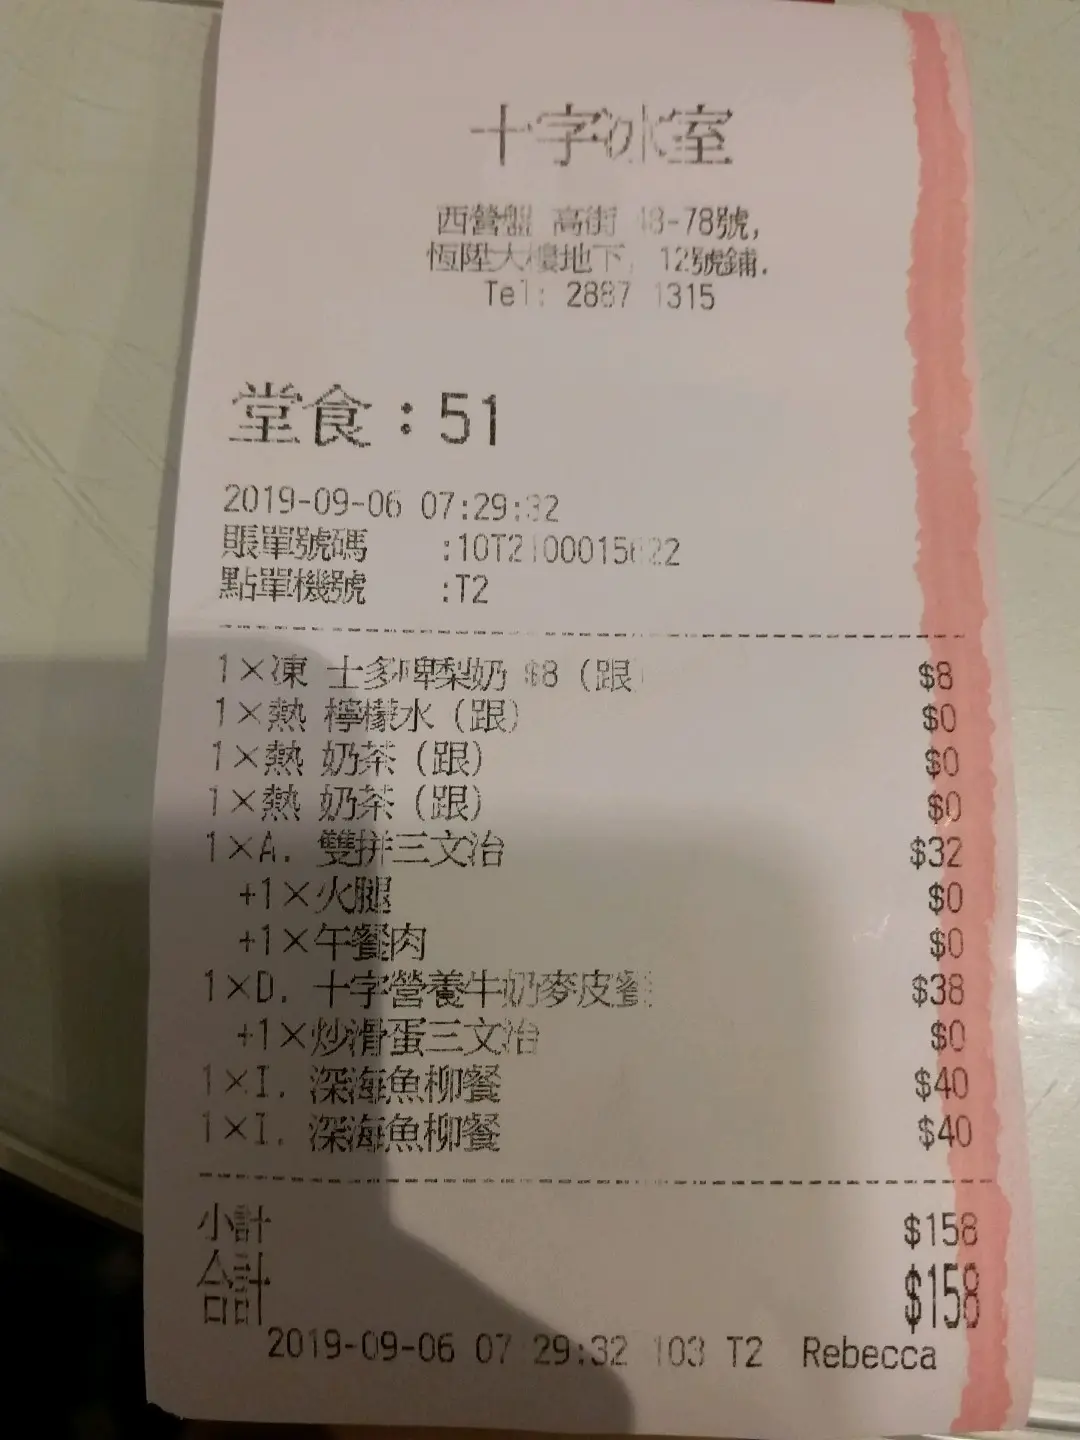 十字冰室
西營盤 高街 48-78號,
恆陞大樓地下, 12號鋪.
Tel: 2887 1315
堂食：51
2019-09-06 07:29:32
賬單號碼 :
點單機號 :T2
1×凍 士多啤梨奶 $8 (跟) $8
1×熱 檸檬水 (跟) $0
1×熱 奶茶 (跟) $0
1×熱 奶茶 (跟) $0
1×A. 雙拼三文治 $32
+1×火腿 $0
+1×午餐肉 $0
1×D. 十字營養牛奶麥皮餐 $38
+1×炒滑蛋三文治 $0
1×I. 深海魚柳餐 $40
1×I. 深海魚柳餐 $40
小計 $158
合計 $158
2019-09-06 07 29:32 103 T2 Rebecca